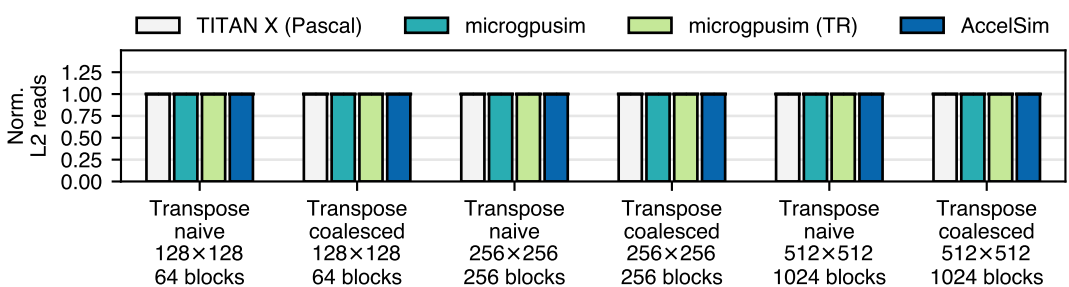 TITAN X (Pascal) microgpusim microgpusim (TR) AccelSim
Norm.
L2 reads
1.25
1.00
0.75
0.50
0.25
0.00
Transpose
naive
128×128
64 blocks
Transpose
coalesced
128×128
64 blocks
Transpose
naive
256×256
256 blocks
Transpose
coalesced
256×256
256 blocks
Transpose
naive
512×512
1024 blocks
Transpose
coalesced
512×512
1024 blocks